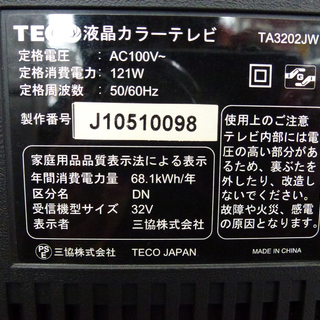 TECO 液晶カラーテレビ TA3202JW
定格電圧 : AC100V~
定格消費電力 : 121W
定格周波数 : 50/60Hz
製作番号 J10510098
家庭用品品質表示法による表示
年間消費電力量 68.1kWh/年
区分名 DN
受信機型サイズ 32V
表示者 三協株式会社
PSE 三協株式会社 TECO JAPAN
使用上のご注意
テレビ内部には電
圧の高い部分があ
るため、裏ぶたを
外したり、改造し
ないでください。
故障や火災、感電
の原因となります。
MADE IN CHINA